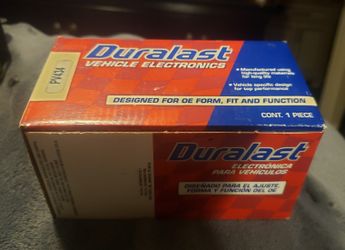 PV434
Duralast
VEHICLE ELECTRONICS
• Manufactured using
high-quality materials
for long life
• Vehicle specific design
for top performance
DESIGNED FOR OE FORM, FIT AND FUNCTION
CONT. 1 PIECE
Duralast
ELECTRÓNICA
PARA VEHÍCULOS
DISEÑADO PARA EL AJUSTE,
FORMA Y FUNCIÓN DEL OE